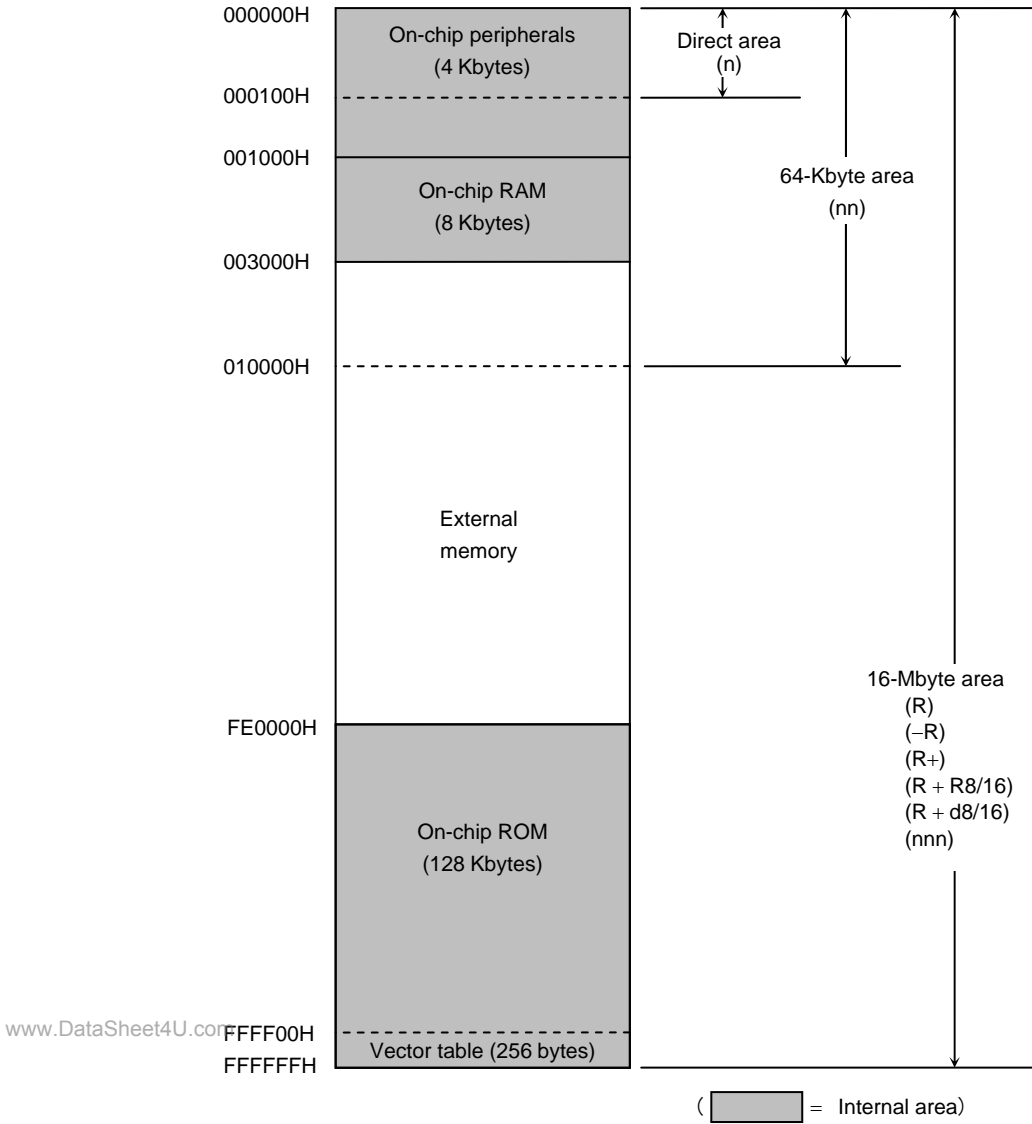 000000H
On-chip peripherals
(4 Kbytes)
Direct area
(n)
000100H
001000H
On-chip RAM
(8 Kbytes)
64-Kbyte area
(nn)
003000H
010000H
External
memory
16-Mbyte area
(R)
(−R)
(R+)
(R + R8/16)
(R + d8/16)
(nnn)
FE0000H
On-chip ROM
(128 Kbytes)
www.DataSheet4U.com
FFFF00H
Vector table (256 bytes)
FFFFFFH
( = Internal area)